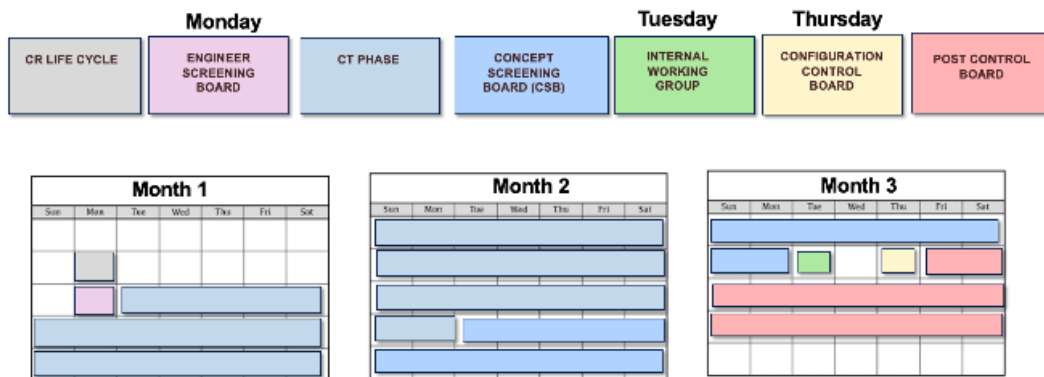 Monday
Tuesday
Thursday
CR LIFE CYCLE
ENGINEER
SCREENING
BOARD
CT PHASE
CONCEPT
SCREENING
BOARD (CSB)
INTERNAL
WORKING
GROUP
CONFIGURATION
CONTROL
BOARD
POST CONTROL
BOARD
Month 1
Sun Mon Tue Wed Thu Fri Sat
Month 2
Sun Mon Tue Wed Thu Fri Sat
Month 3
Sun Mon Tue Wed Thu Fri Sat